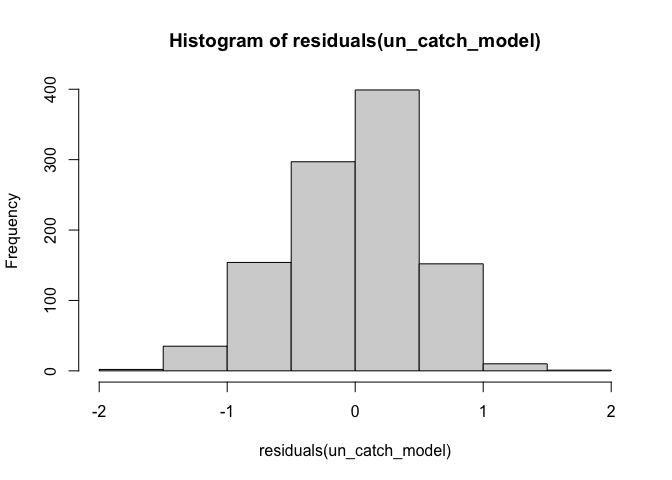 Histogram of residuals(un_catch_model)
Frequency
400
300
200
100
0
-2 -1 0 1 2
residuals(un_catch_model)